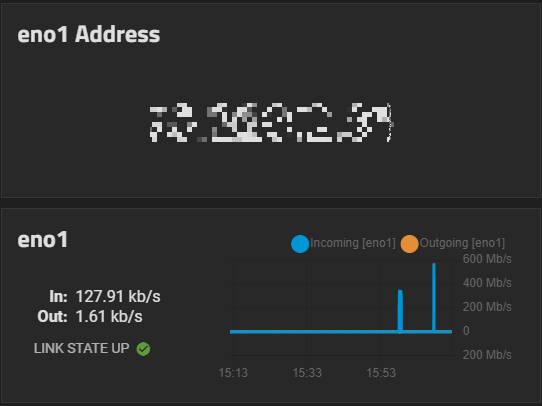 eno1 Address
eno1
Incoming [eno1] Outgoing [eno1]
In: 127.91 kb/s
Out: 1.61 kb/s
LINK STATE UP
600 Mb/s
400 Mb/s
200 Mb/s
0
200 Mb/s
15:13 15:33 15:53